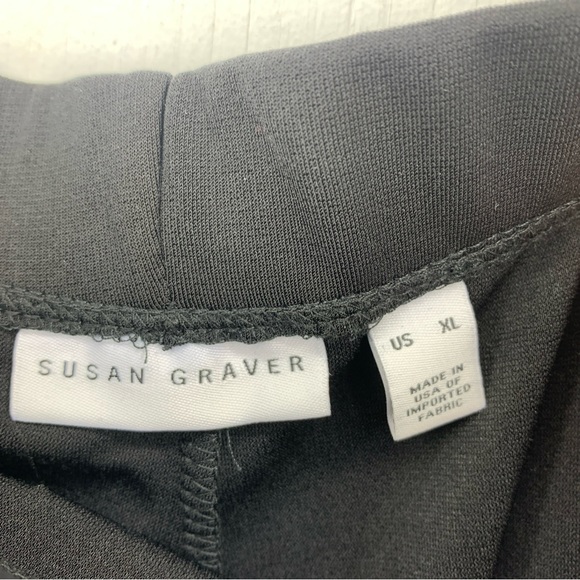 SUSAN GRAVER
US XL
MADE IN
USA OF
IMPORTED
FABRIC